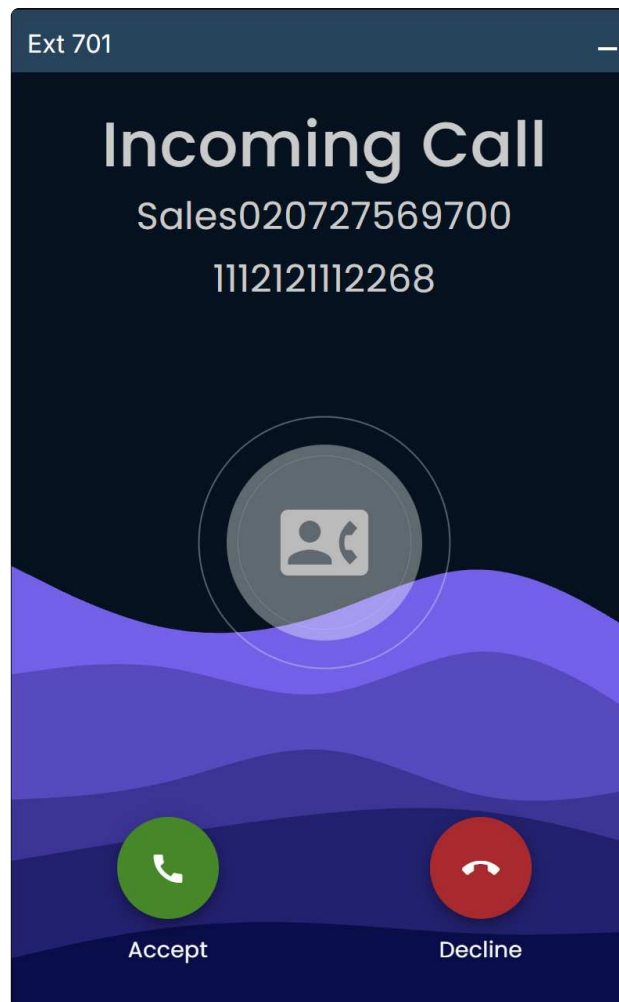 Ext 701
Incoming Call
Sales020727569700
1112121112268
Accept
Decline